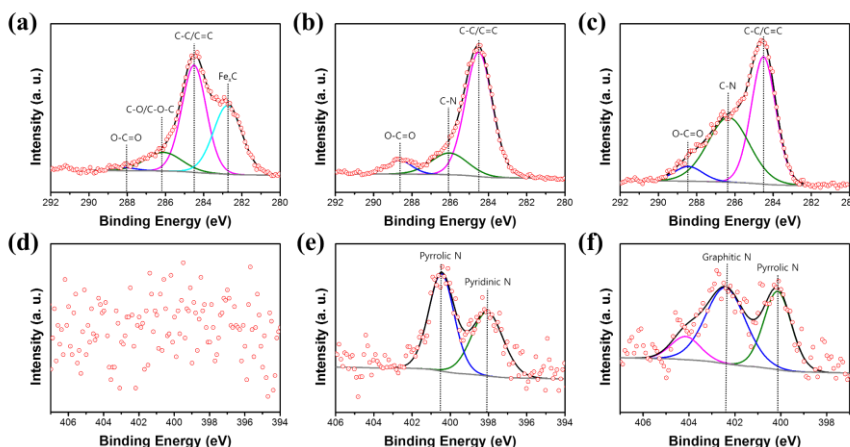 (a)
C-C/C=C
FexC
C-O/C-O-C
O-C=O
Intensity (a. u.)
292 290 288 286 284 282 280
Binding Energy (eV)
(b)
C-C/C=C
C-N
O-C=O
Intensity (a. u.)
292 290 288 286 284 282 280
Binding Energy (eV)
(c)
C-C/C=C
C-N
O-C=O
Intensity (a. u.)
292 290 288 286 284 282 280
Binding Energy (eV)
(d)
Intensity (a. u.)
406 404 402 400 398 396 394
Binding Energy (eV)
(e)
Pyrrolic N
Pyridinic N
Intensity (a. u.)
406 404 402 400 398 396 394
Binding Energy (eV)
(f)
Graphitic N
Pyrrolic N
Intensity (a. u.)
406 404 402 400 398
Binding Energy (eV)